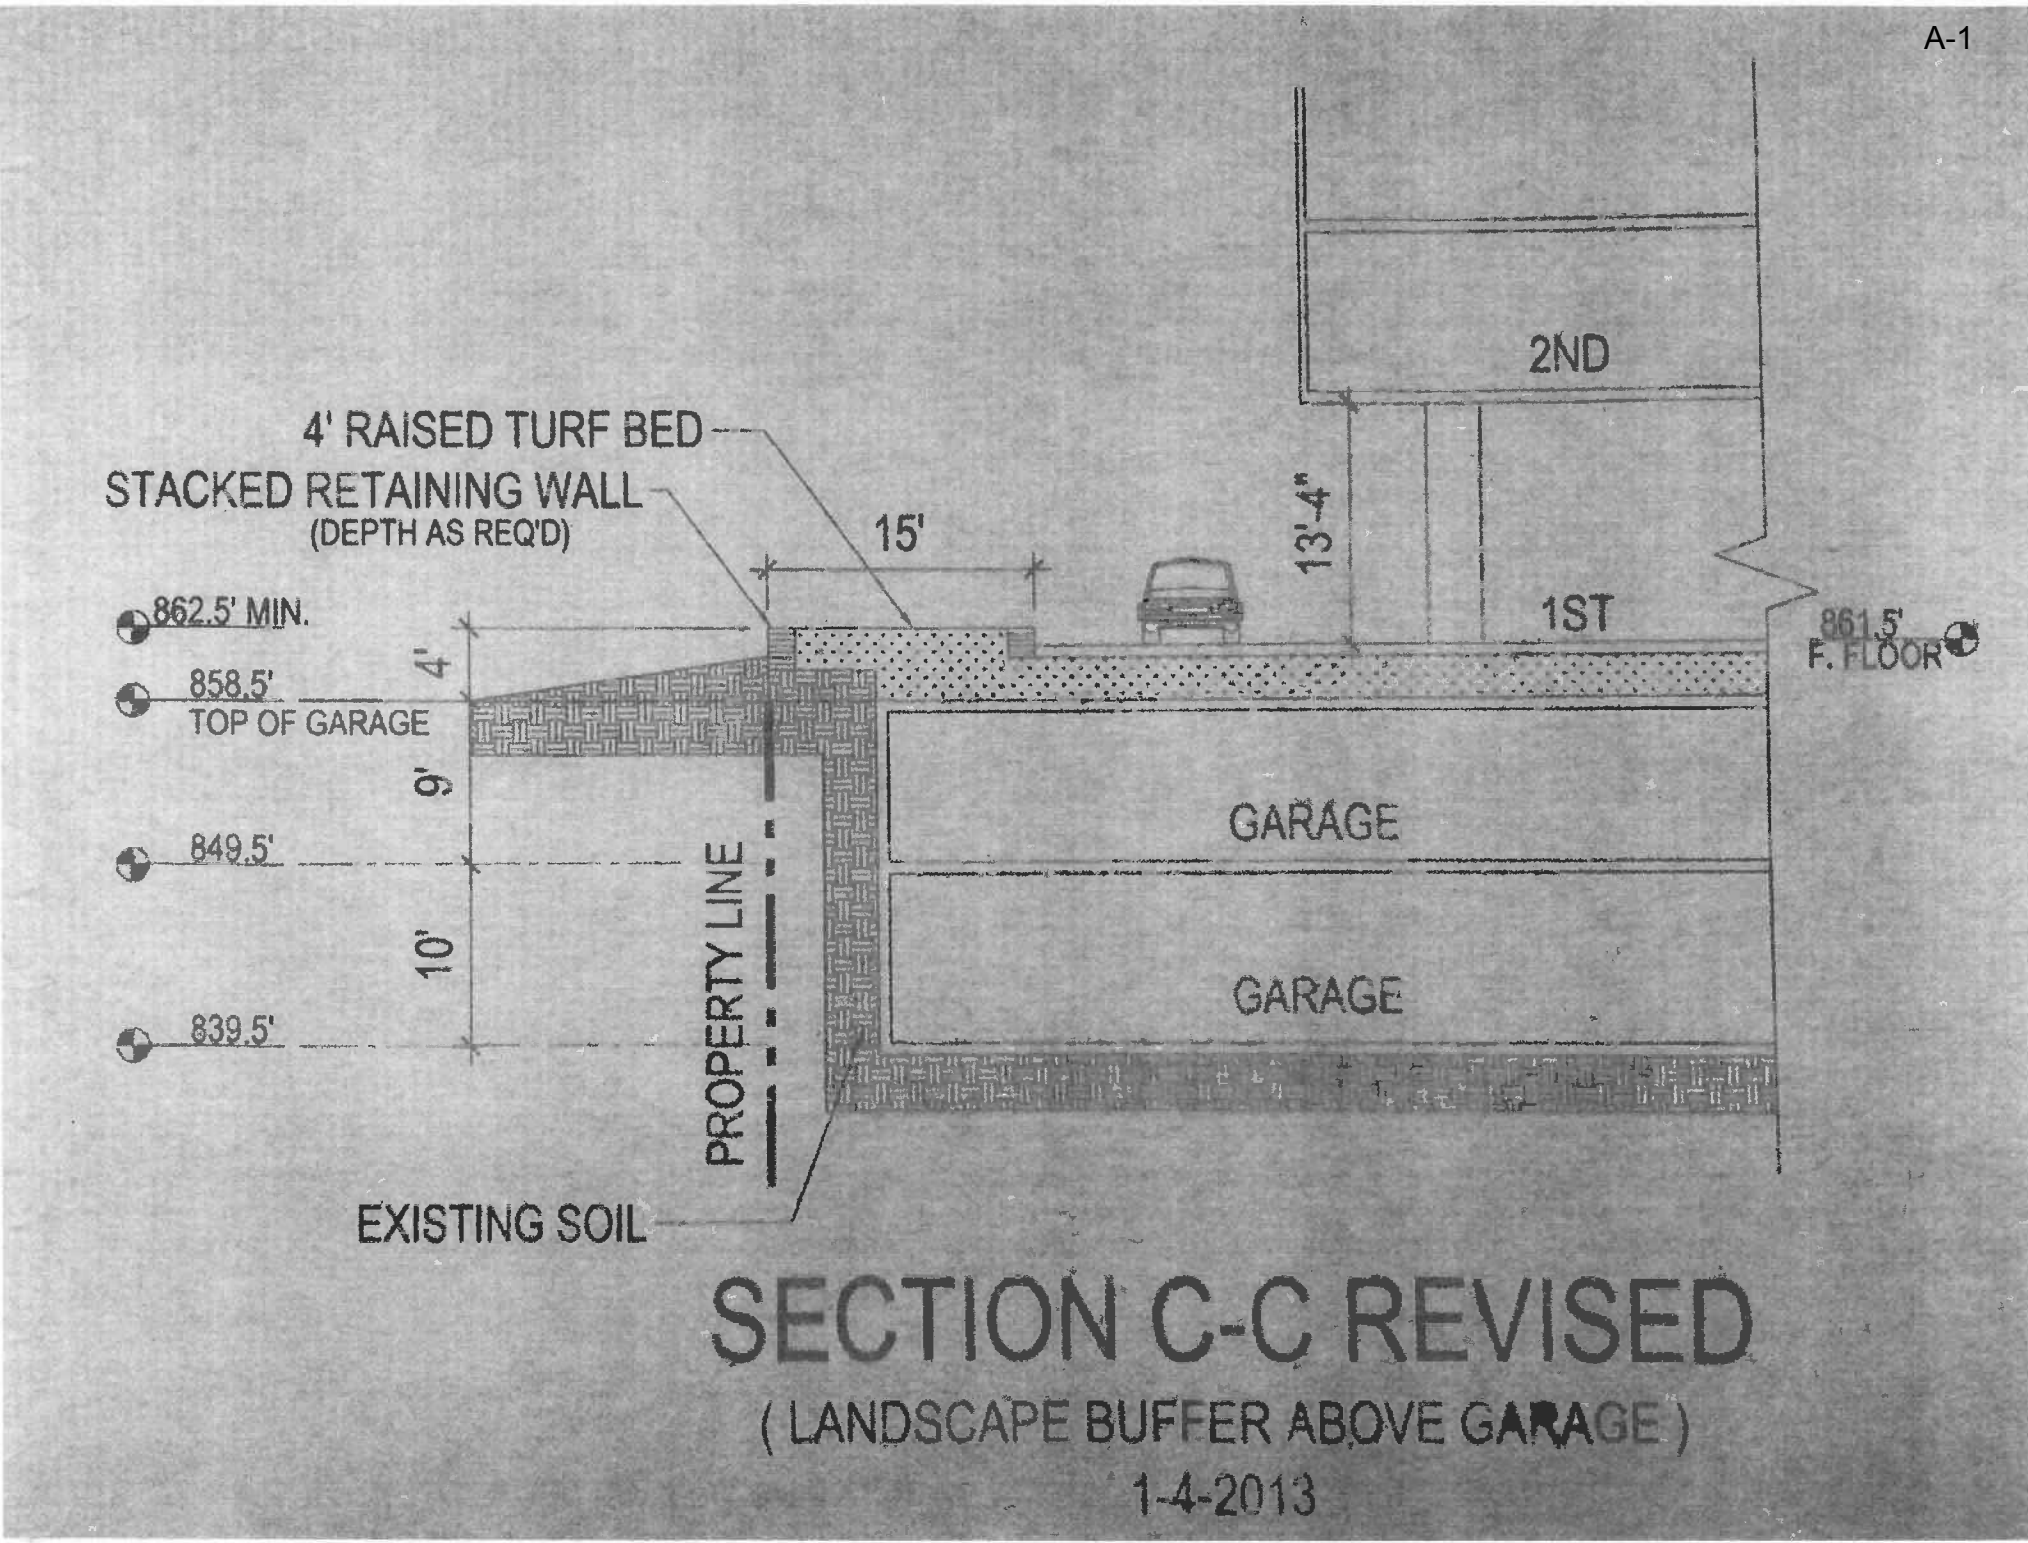 A-1
2ND
4' RAISED TURF BED
STACKED RETAINING WALL
(DEPTH AS REQ'D)
15'
13'-4"
862.5' MIN.
1ST
861.5'
F. FLOOR
4'
858.5'
TOP OF GARAGE
9'
GARAGE
849.5'
PROPERTY LINE
10'
GARAGE
839.5'
EXISTING SOIL
SECTION C-C REVISED
( LANDSCAPE BUFFER ABOVE GARAGE )
1-4-2013